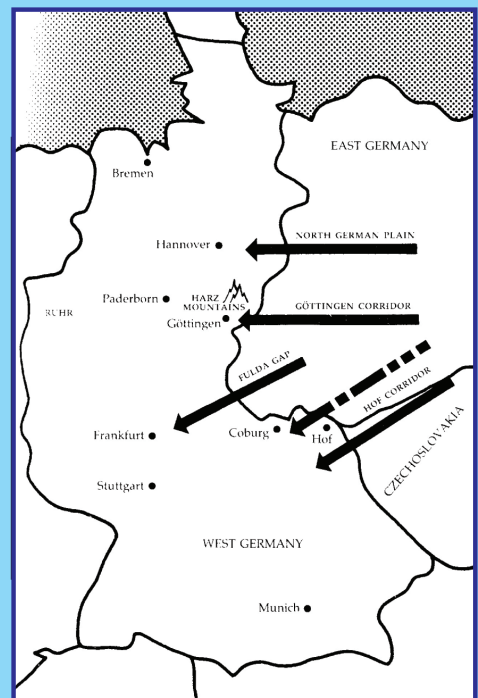 EAST GERMANY
Bremen
NORTH GERMAN PLAIN
Hannover
HARZ
MOUNTAINS
Paderborn
GÖTTINGEN CORRIDOR
RUHR
Göttingen
FULDA GAP
HOF CORRIDOR
Frankfurt
Coburg
Hof
CZECHOSLOVAKIA
Stuttgart
WEST GERMANY
Munich